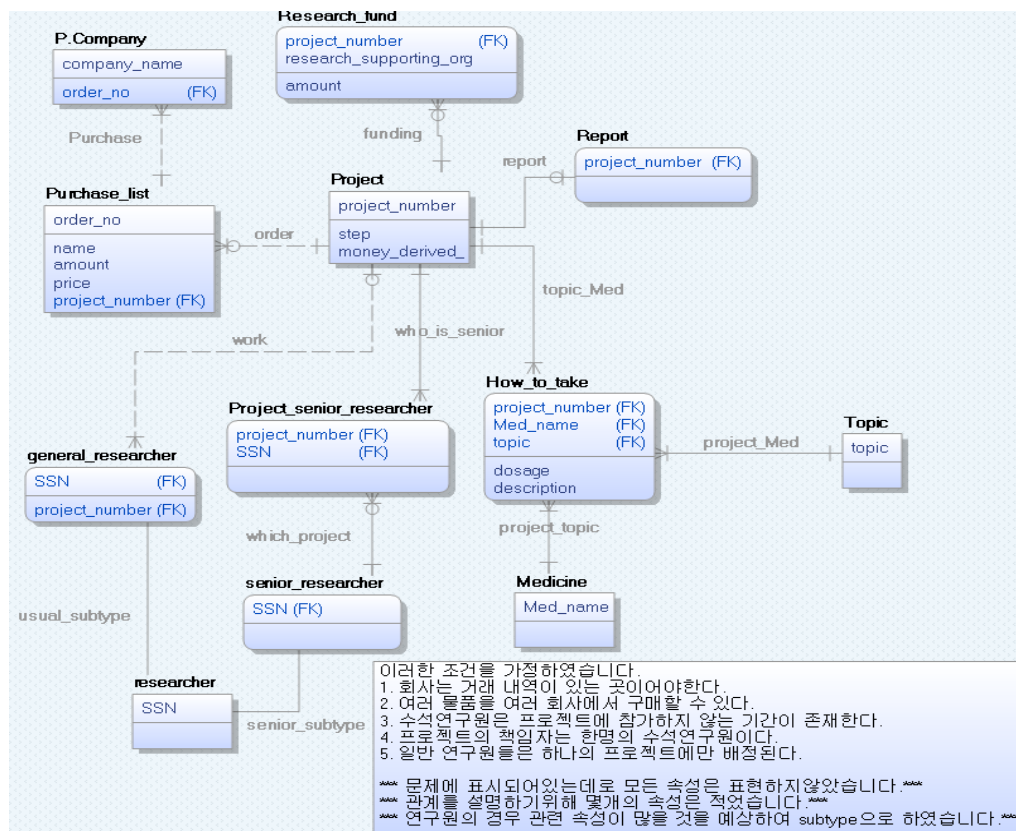 Research_fund
project_number (FK)
research_supporting_org
amount
P.Company
company_name
order_no (FK)
Purchase
funding
Report
project_number (FK)
report
Project
project_number
step
money_derived_
Purchase_list
order_no
name
amount
price
project_number (FK)
order
topic_Med
work
who_is_senior
How_to_take
project_number (FK)
Med_name (FK)
topic (FK)
dosage
description
Project_senior_researcher
project_number (FK)
SSN (FK)
Topic
topic
project_Med
general_researcher
SSN (FK)
project_number (FK)
which_project
project_topic
senior_researcher
SSN (FK)
Medicine
Med_name
usual_subtype
researcher
SSN
senior_subtype
이러한 조건을 가정하였습니다.
1. 회사는 거래 내역이 있는 곳이어야한다.
2. 여러 물품을 여러 회사에서 구매할 수 있다.
3. 수석연구원은 프로젝트에 참가하지 않는 기간이 존재한다.
4. 프로젝트의 책임자는 한명의 수석연구원이다.
5. 일반 연구원들은 하나의 프로젝트에만 배정된다.
*** 문제에 표시되어있는데로 모든 속성은 표현하지않았습니다.***
*** 관계를 설명하기위해 몇개의 속성은 적었습니다.***
*** 연구원의 경우 관련 속성이 많을 것을 예상하여 subtype으로 하였습니다.***